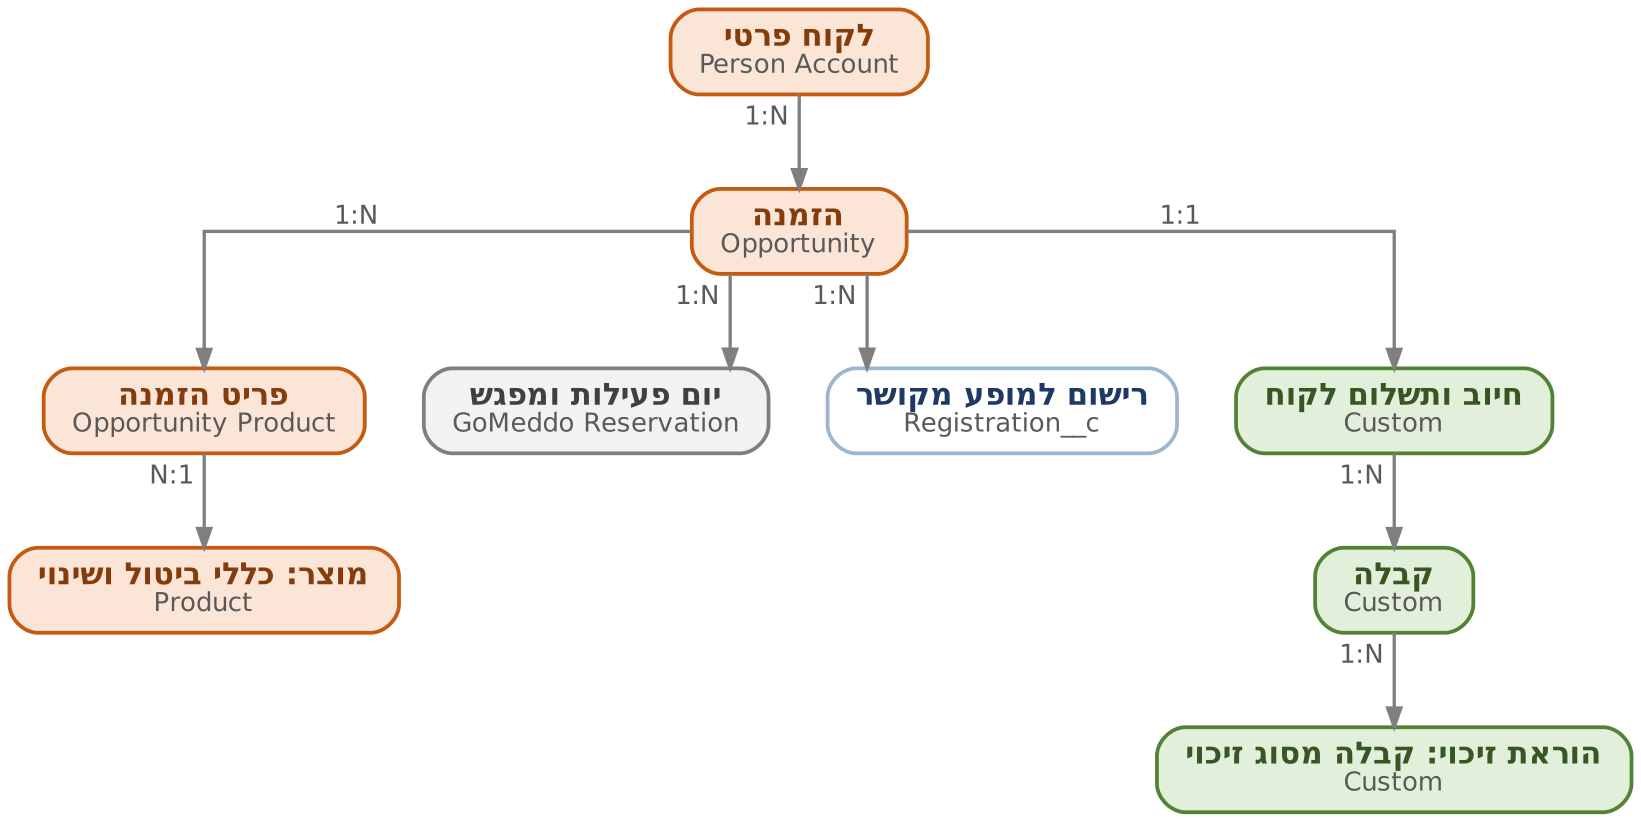 לקוח פרטי
Person Account
1:N
הזמנה
Opportunity
1:N
1:1
1:N
1:N
פריט הזמנה
Opportunity Product
יום פעילות ומפגש
GoMeddo Reservation
רישום למופע מקושר
Registration__c
חיוב ותשלום לקוח
Custom
N:1
1:N
מוצר: כללי ביטול ושינוי
Product
קבלה
Custom
1:N
הוראת זיכוי: קבלה מסוג זיכוי
Custom